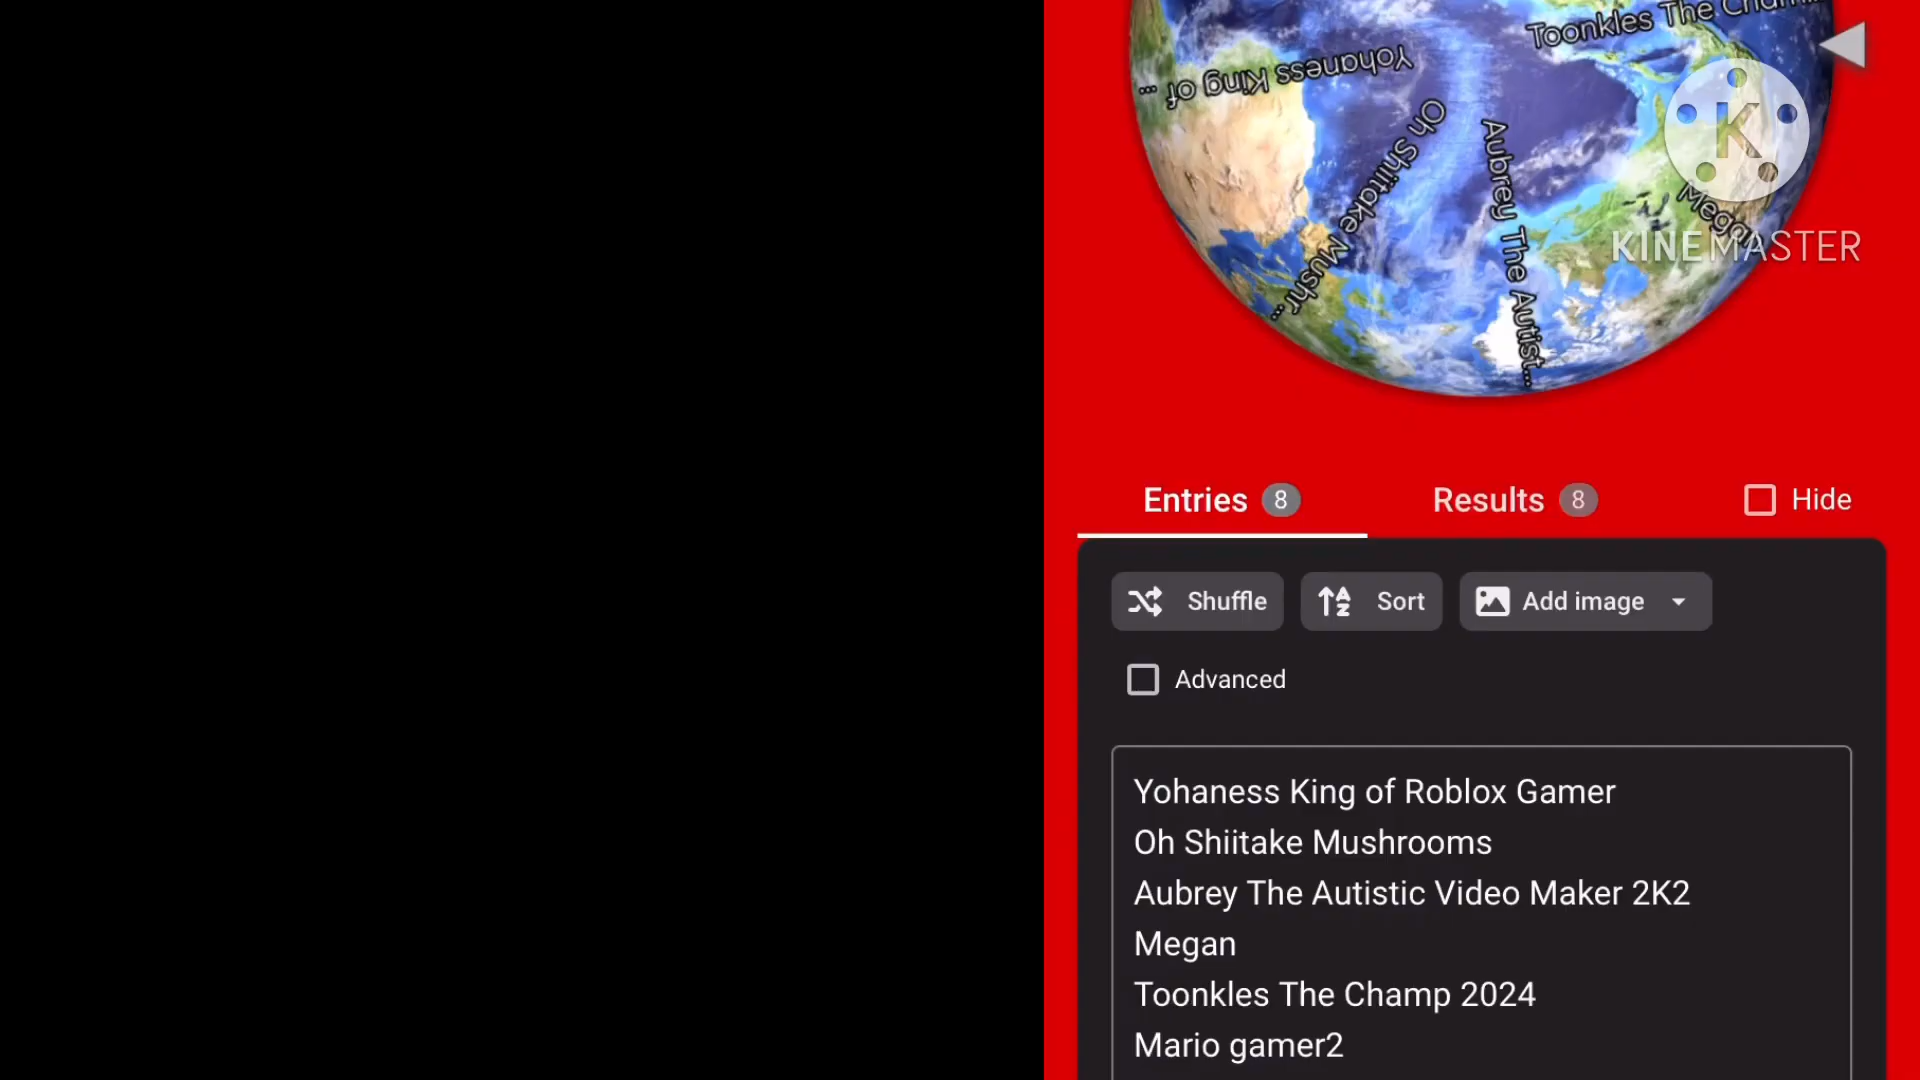 Toonkles The Cham...
Yohaness King of ...
Oh Shiitake Mushr...
Aubrey The Autist...
Megan
K
KINEMASTER
Entries 8
Results 8
Hide
Shuffle
Sort
Add image
Advanced
Yohaness King of Roblox Gamer
Oh Shiitake Mushrooms
Aubrey The Autistic Video Maker 2K2
Megan
Toonkles The Champ 2024
Mario gamer2